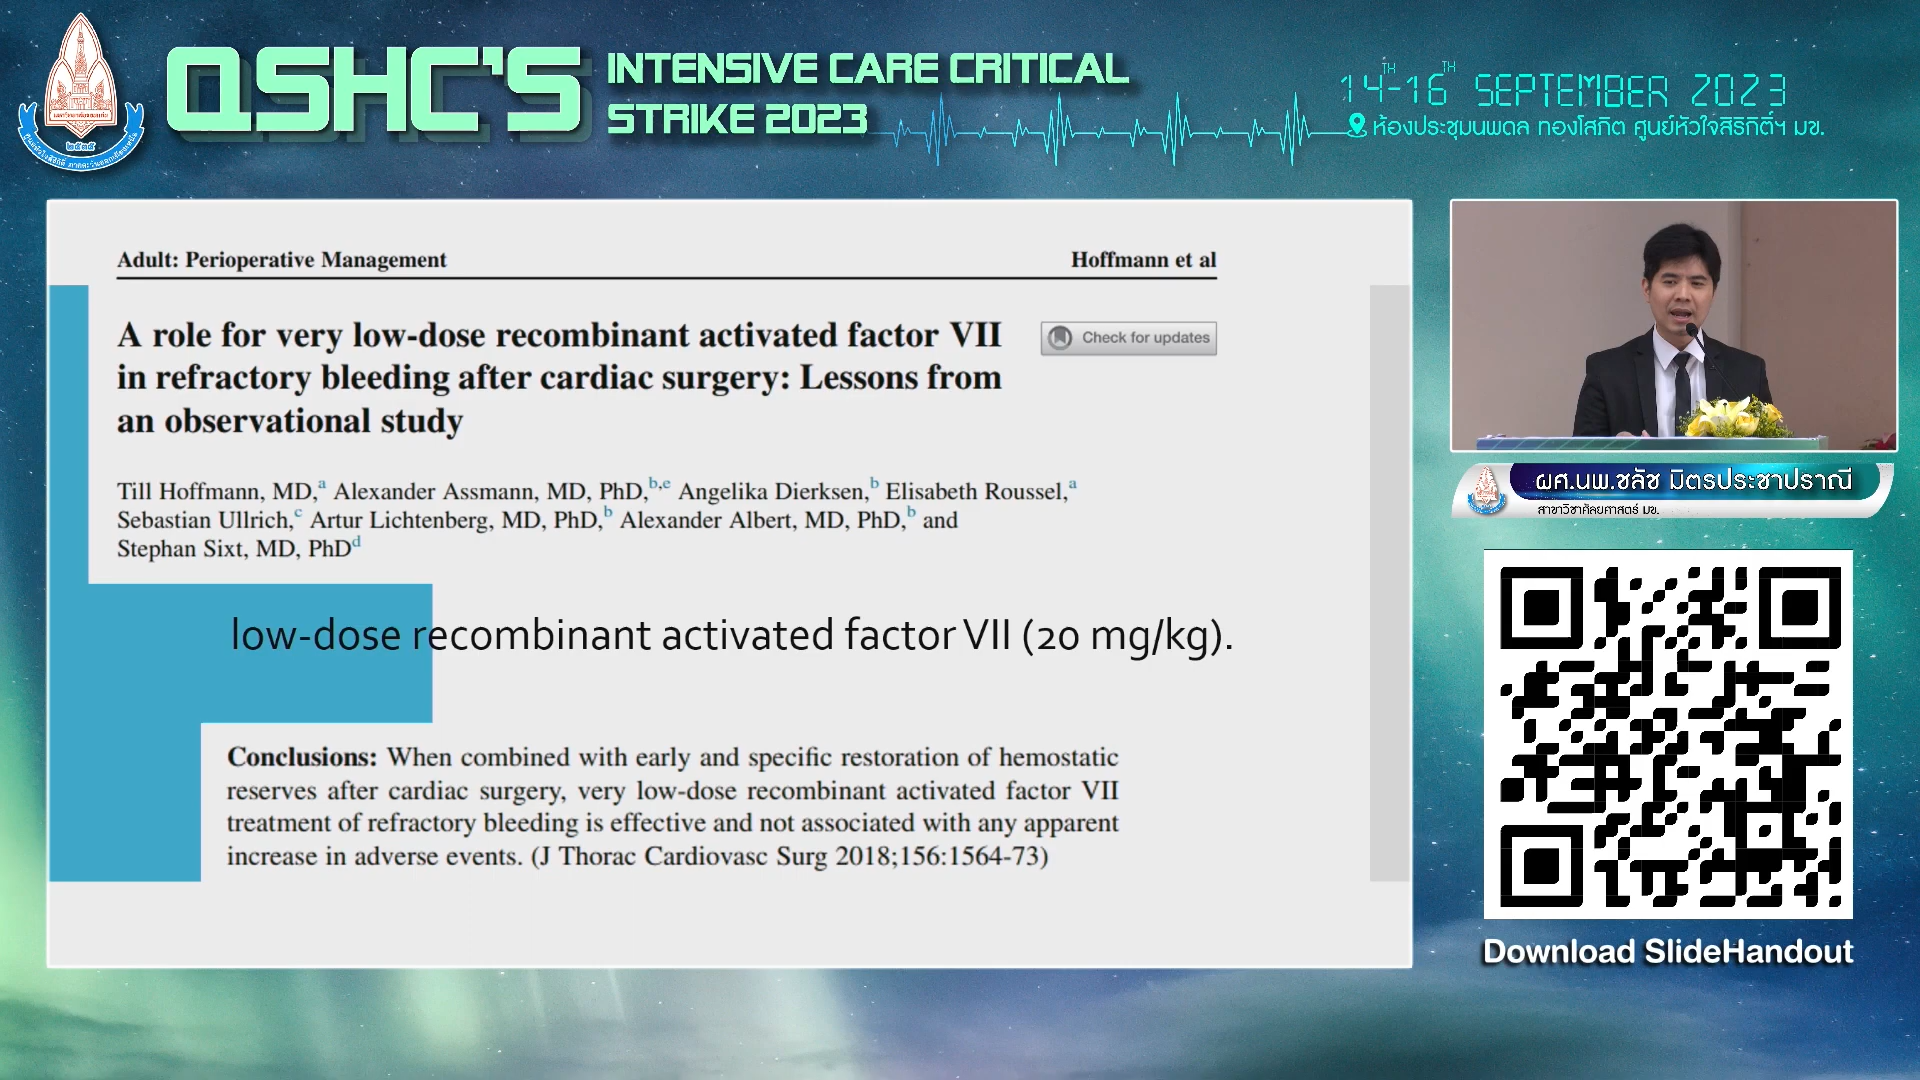 QSHC'S
INTENSIVE CARE CRITICAL
STRIKE 2023
14TH-16TH SEPTEMBER 2023
ห้องประชุมนพดล ทองโสภิต ศูนย์หัวใจสิริกิติ์ฯ มข.
๒๕๓๕
Adult: Perioperative Management
Hoffmann et al
A role for very low-dose recombinant activated factor VII
in refractory bleeding after cardiac surgery: Lessons from
an observational study
Check for updates
Till Hoffmann, MD,a Alexander Assmann, MD, PhD,b,e Angelika Dierksen,b Elisabeth Roussel,a
Sebastian Ullrich,c Artur Lichtenberg, MD, PhD,b Alexander Albert, MD, PhD,b and
Stephan Sixt, MD, PhDd
low-dose recombinant activated factor VII (20 mg/kg).
Conclusions: When combined with early and specific restoration of hemostatic
reserves after cardiac surgery, very low-dose recombinant activated factor VII
treatment of refractory bleeding is effective and not associated with any apparent
increase in adverse events. (J Thorac Cardiovasc Surg 2018;156:1564-73)
ผศ.นพ.ชลัช มิตรประชาปราณี
สาขาวิชาศัลยศาสตร์ มข.
Download SlideHandout